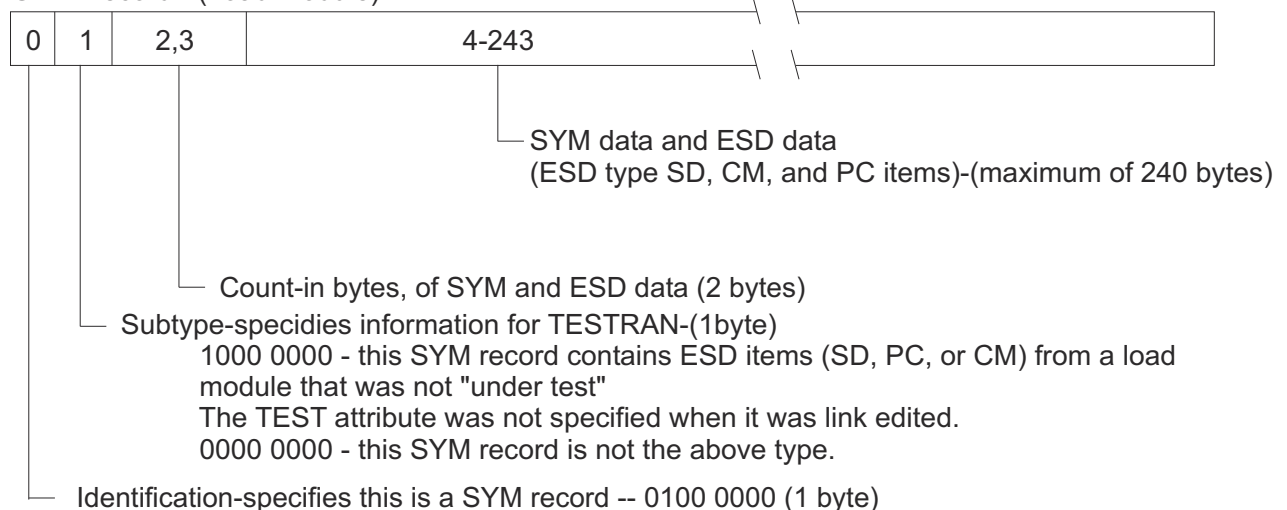 0 1 2,3 4-243
SYM data and ESD data
(ESD type SD, CM, and PC items)-(maximum of 240 bytes)
Count-in bytes, of SYM and ESD data (2 bytes)
Subtype-specidies information for TESTRAN-(1byte)
1000 0000 - this SYM record contains ESD items (SD, PC, or CM) from a load
module that was not "under test"
The TEST attribute was not specified when it was link edited.
0000 0000 - this SYM record is not the above type.
Identification-specifies this is a SYM record -- 0100 0000 (1 byte)